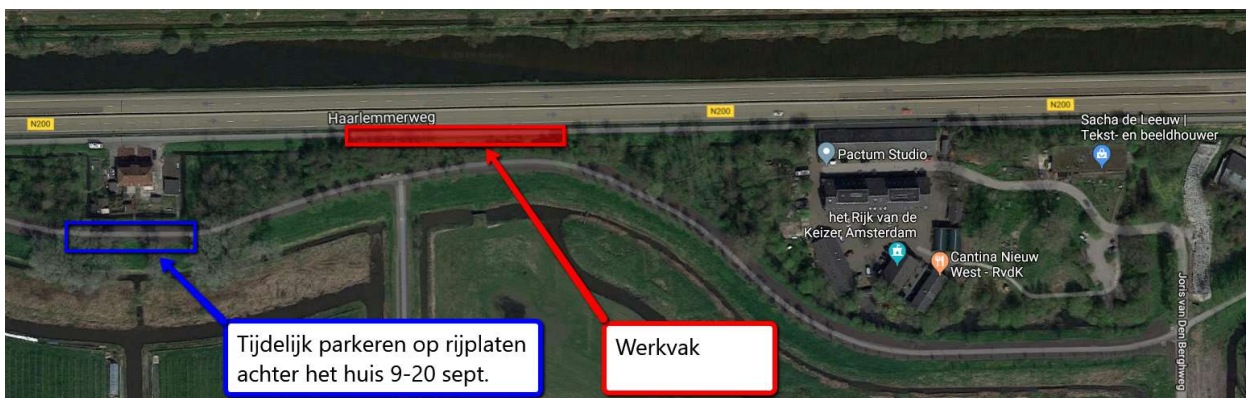 N200
Haarlemmerweg
N200
N200
Sacha de Leeuw |
Tekst- en beeldhouwer
Pactum Studio
het Rijk van de
Keizer Amsterdam
Cantina Nieuw
West - RvdK
Joris van Den Berghweg
Tijdelijk parkeren op rijplaten
achter het huis 9-20 sept.
Werkvak